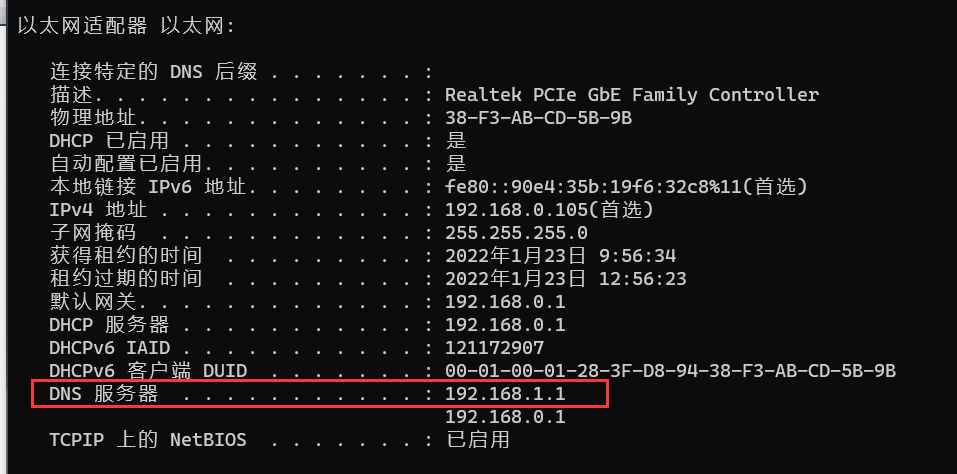 以太网适配器 以太网:
连接特定的 DNS 后缀 . . . . . . . :
描述. . . . . . . . . . . . . . . : Realtek PCIe GbE Family Controller
物理地址. . . . . . . . . . . . . : 38-F3-AB-CD-5B-9B
DHCP 已启用 . . . . . . . . . . . : 是
自动配置已启用. . . . . . . . . . : 是
本地链接 IPv6 地址. . . . . . . . : fe80::90e4:35b:19f6:32c8%11(首选)
IPv4 地址 . . . . . . . . . . . . : 192.168.0.105(首选)
子网掩码  . . . . . . . . . . . . : 255.255.255.0
获得租约的时间  . . . . . . . . . : 2022年1月23日 9:56:34
租约过期的时间  . . . . . . . . . : 2022年1月23日 12:56:23
默认网关. . . . . . . . . . . . . : 192.168.0.1
DHCP 服务器 . . . . . . . . . . . : 192.168.0.1
DHCPv6 IAID . . . . . . . . . . . : 121172907
DHCPv6 客户端 DUID  . . . . . . . : 00-01-00-01-28-3F-D8-94-38-F3-AB-CD-5B-9B
DNS 服务器  . . . . . . . . . . . : 192.168.1.1
192.168.0.1
TCPIP 上的 NetBIOS  . . . . . . . : 已启用